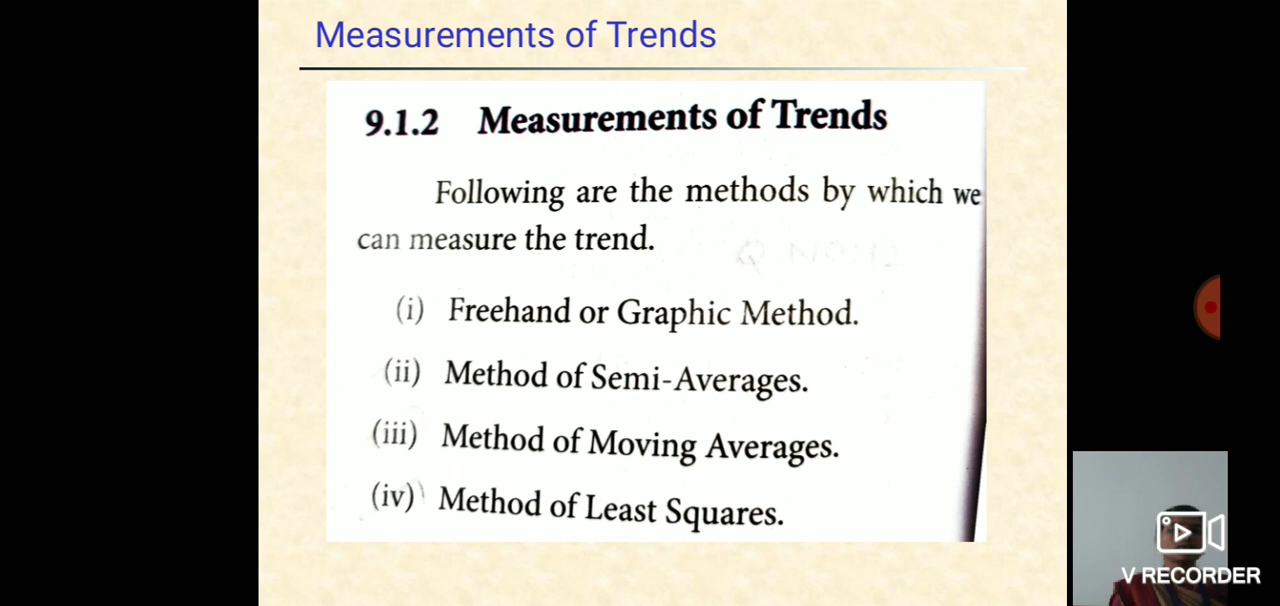 Measurements of Trends
9.1.2 Measurements of Trends
Following are the methods by which we
can measure the trend.
(i) Freehand or Graphic Method.
(ii) Method of Semi-Averages.
(iii) Method of Moving Averages.
(iv) Method of Least Squares.
V RECORDER